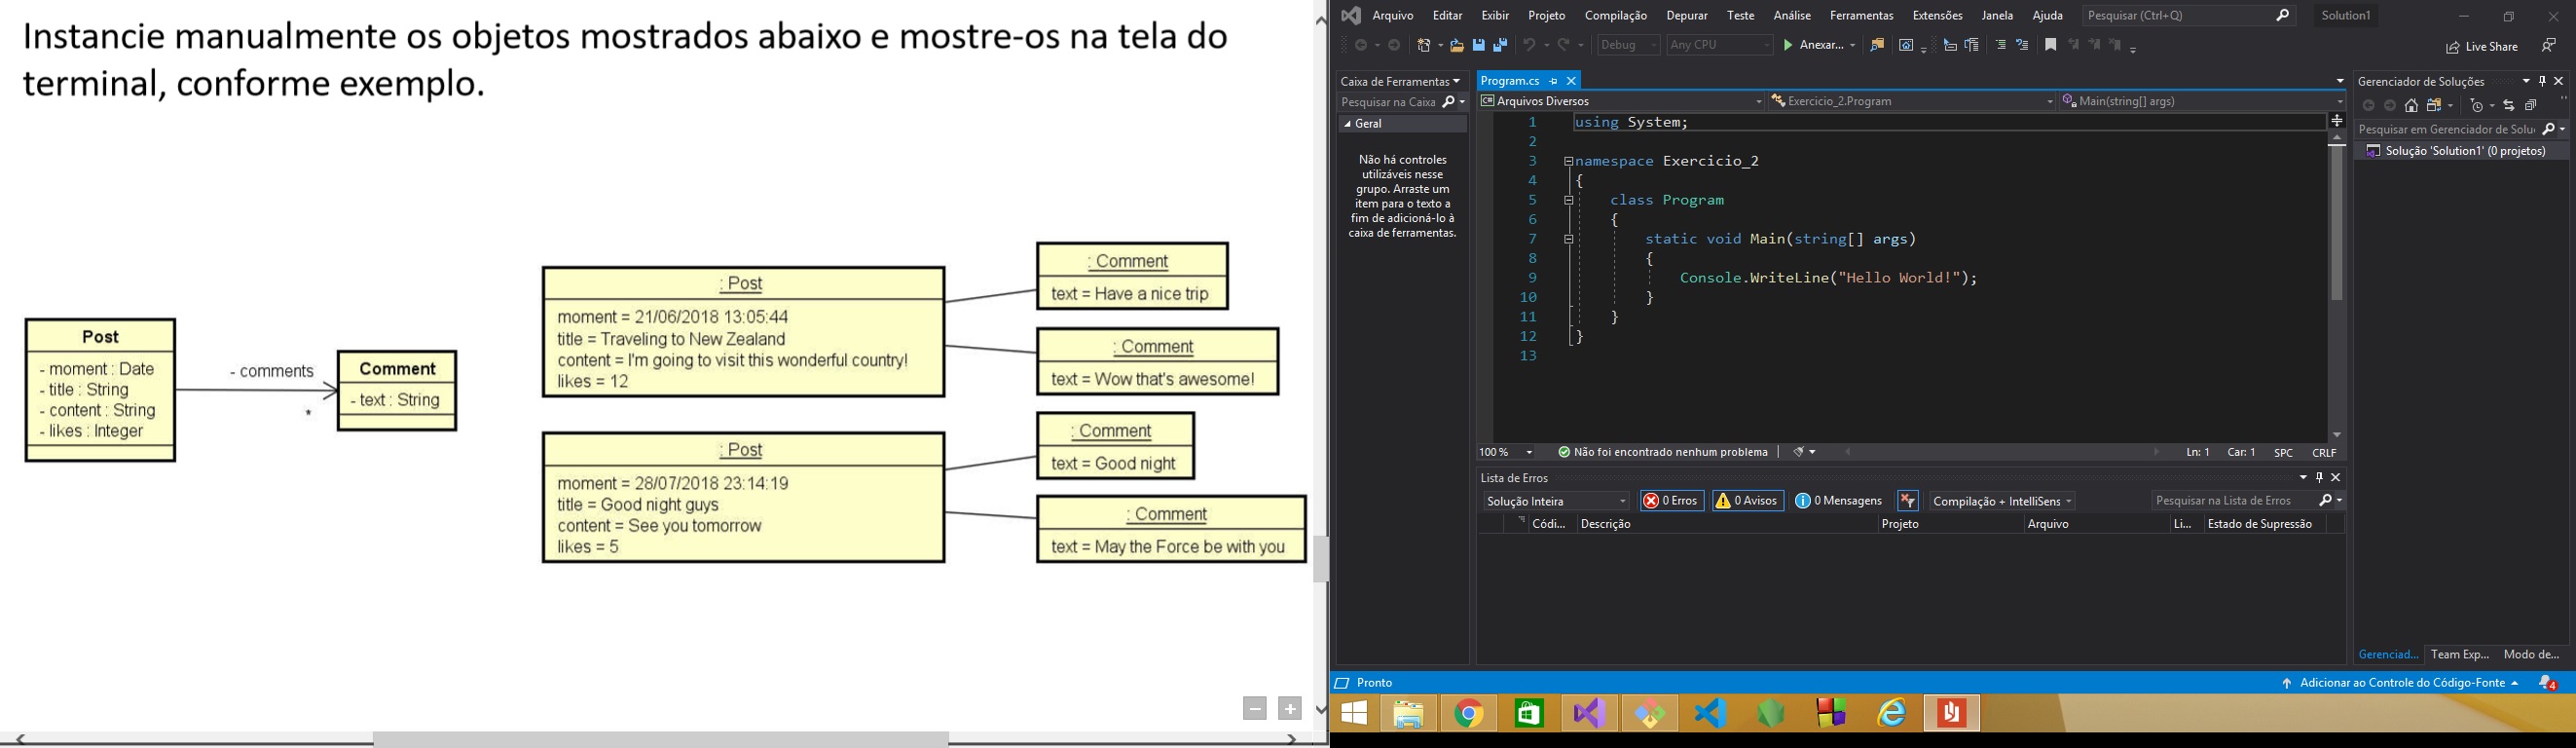 Instancie manualmente os objetos mostrados abaixo e mostre-os na tela do
terminal, conforme exemplo.
Post
- moment : Date
- title : String
- content : String
- likes : Integer
- comments
*
Comment
- text : String
: Post
moment = 21/06/2018 13:05:44
title = Traveling to New Zealand
content = I'm going to visit this wonderful country!
likes = 12
: Comment
text = Have a nice trip
: Comment
text = Wow that's awesome!
: Post
moment = 28/07/2018 23:14:19
title = Good night guys
content = See you tomorrow
likes = 5
: Comment
text = Good night
: Comment
text = May the Force be with you
Arquivo Editar Exibir Projeto Compilação Depurar Teste Análise Ferramentas Extensões Janela Ajuda Pesquisar (Ctrl+Q) Solution1
Debug Any CPU Anexar... Live Share
Caixa de Ferramentas
Pesquisar na Caixa
Geral
Não há controles
utilizáveis nesse
grupo. Arraste um
item para o texto a
fim de adicioná-lo à
caixa de ferramentas.
Program.cs
Arquivos Diversos Exercicio_2.Program Main(string[] args)
1 using System;
2
3 namespace Exercicio_2
4 {
5 class Program
6 {
7 static void Main(string[] args)
8 {
9 Console.WriteLine("Hello World!");
10 }
11 }
12 }
13
100 % Não foi encontrado nenhum problema Ln: 1 Car: 1 SPC CRLF
Lista de Erros
Solução Inteira 0 Erros 0 Avisos 0 Mensagens Compilação + IntelliSens Pesquisar na Lista de Erros
Códi... Descrição Projeto Arquivo Li... Estado de Supressão
Gerenciador de Soluções
Pesquisar em Gerenciador de Solu
Solução 'Solution1' (0 projetos)
Gerenciad... Team Exp... Modo de...
Pronto Adicionar ao Controle do Código-Fonte 4